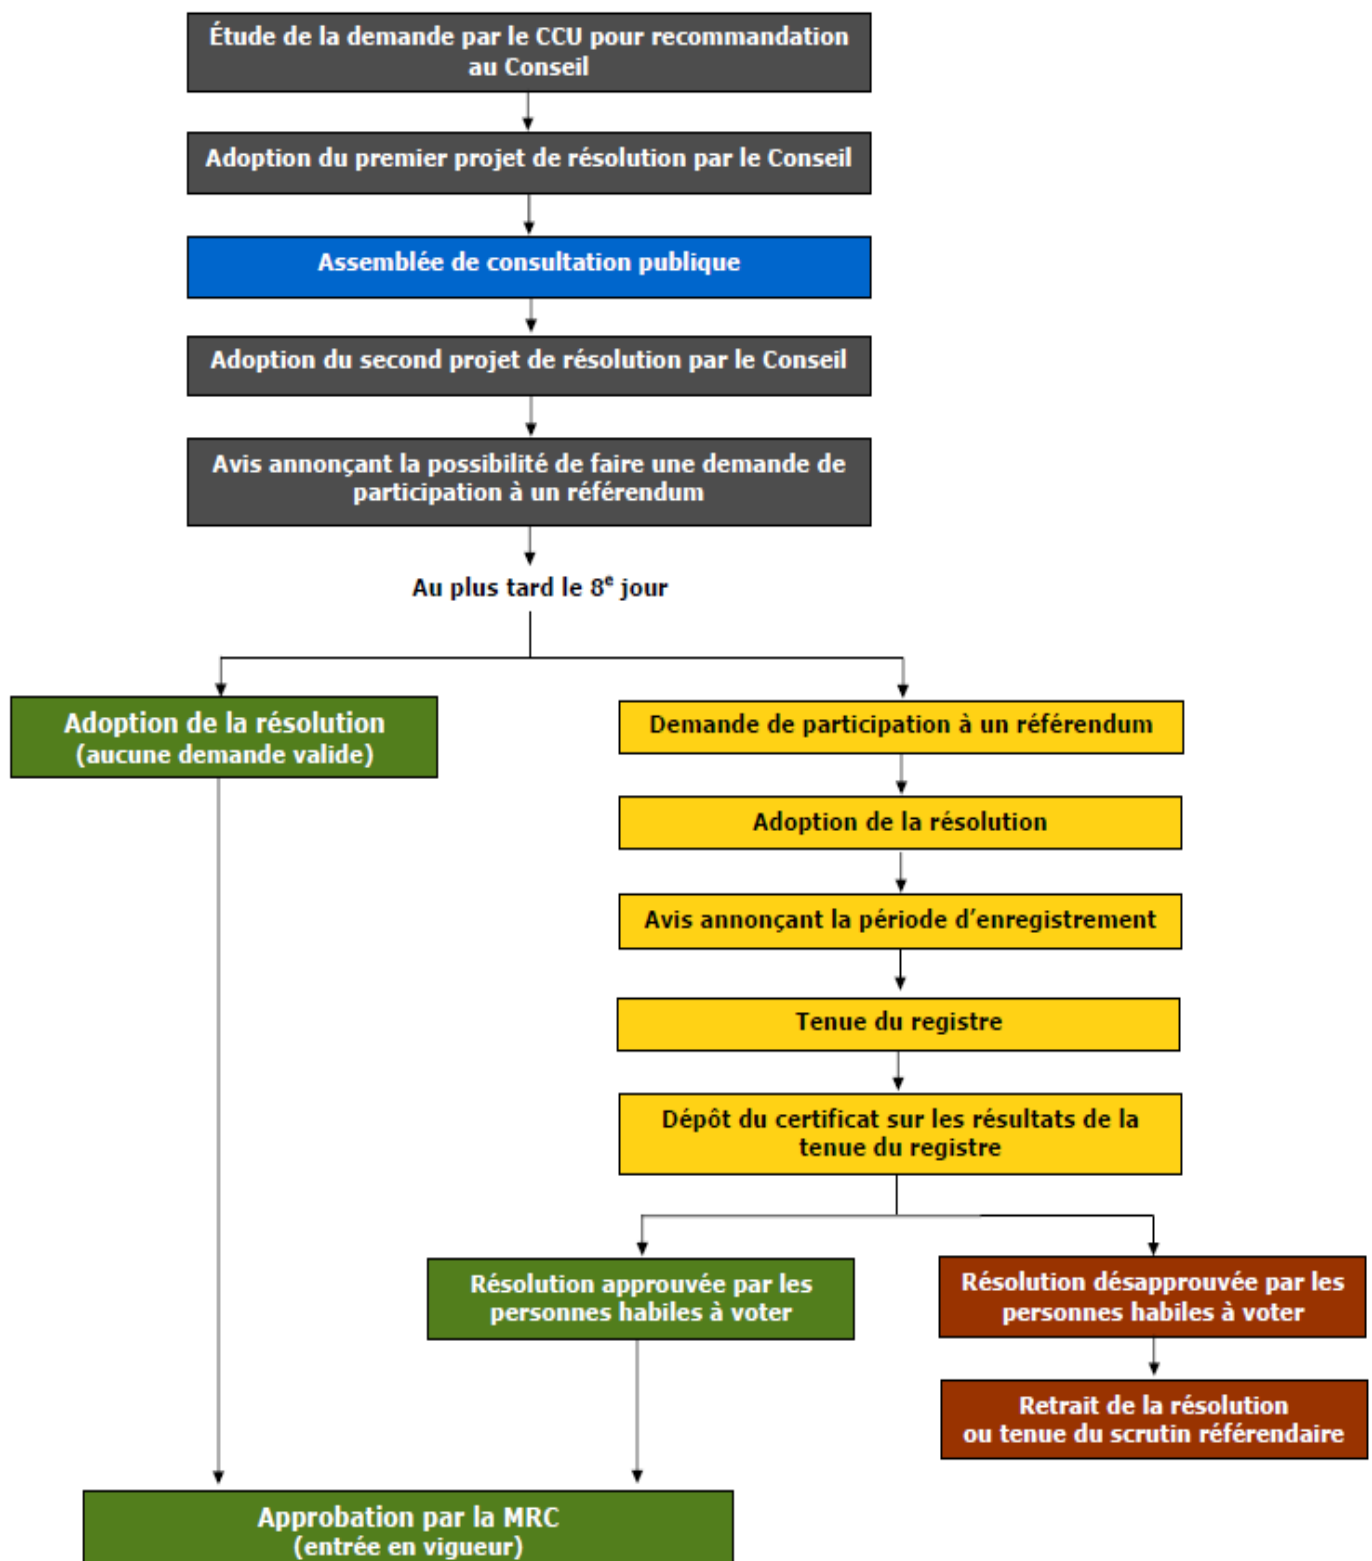 Étude de la demande par le CCU pour recommandation
au Conseil
Adoption du premier projet de résolution par le Conseil
Assemblée de consultation publique
Adoption du second projet de résolution par le Conseil
Avis annonçant la possibilité de faire une demande de
participation à un référendum
Au plus tard le 8e jour
Adoption de la résolution
(aucune demande valide)
Demande de participation à un référendum
Adoption de la résolution
Avis annonçant la période d'enregistrement
Tenue du registre
Dépôt du certificat sur les résultats de la
tenue du registre
Résolution approuvée par les
personnes habiles à voter
Résolution désapprouvée par les
personnes habiles à voter
Retrait de la résolution
ou tenue du scrutin référendaire
Approbation par la MRC
(entrée en vigueur)